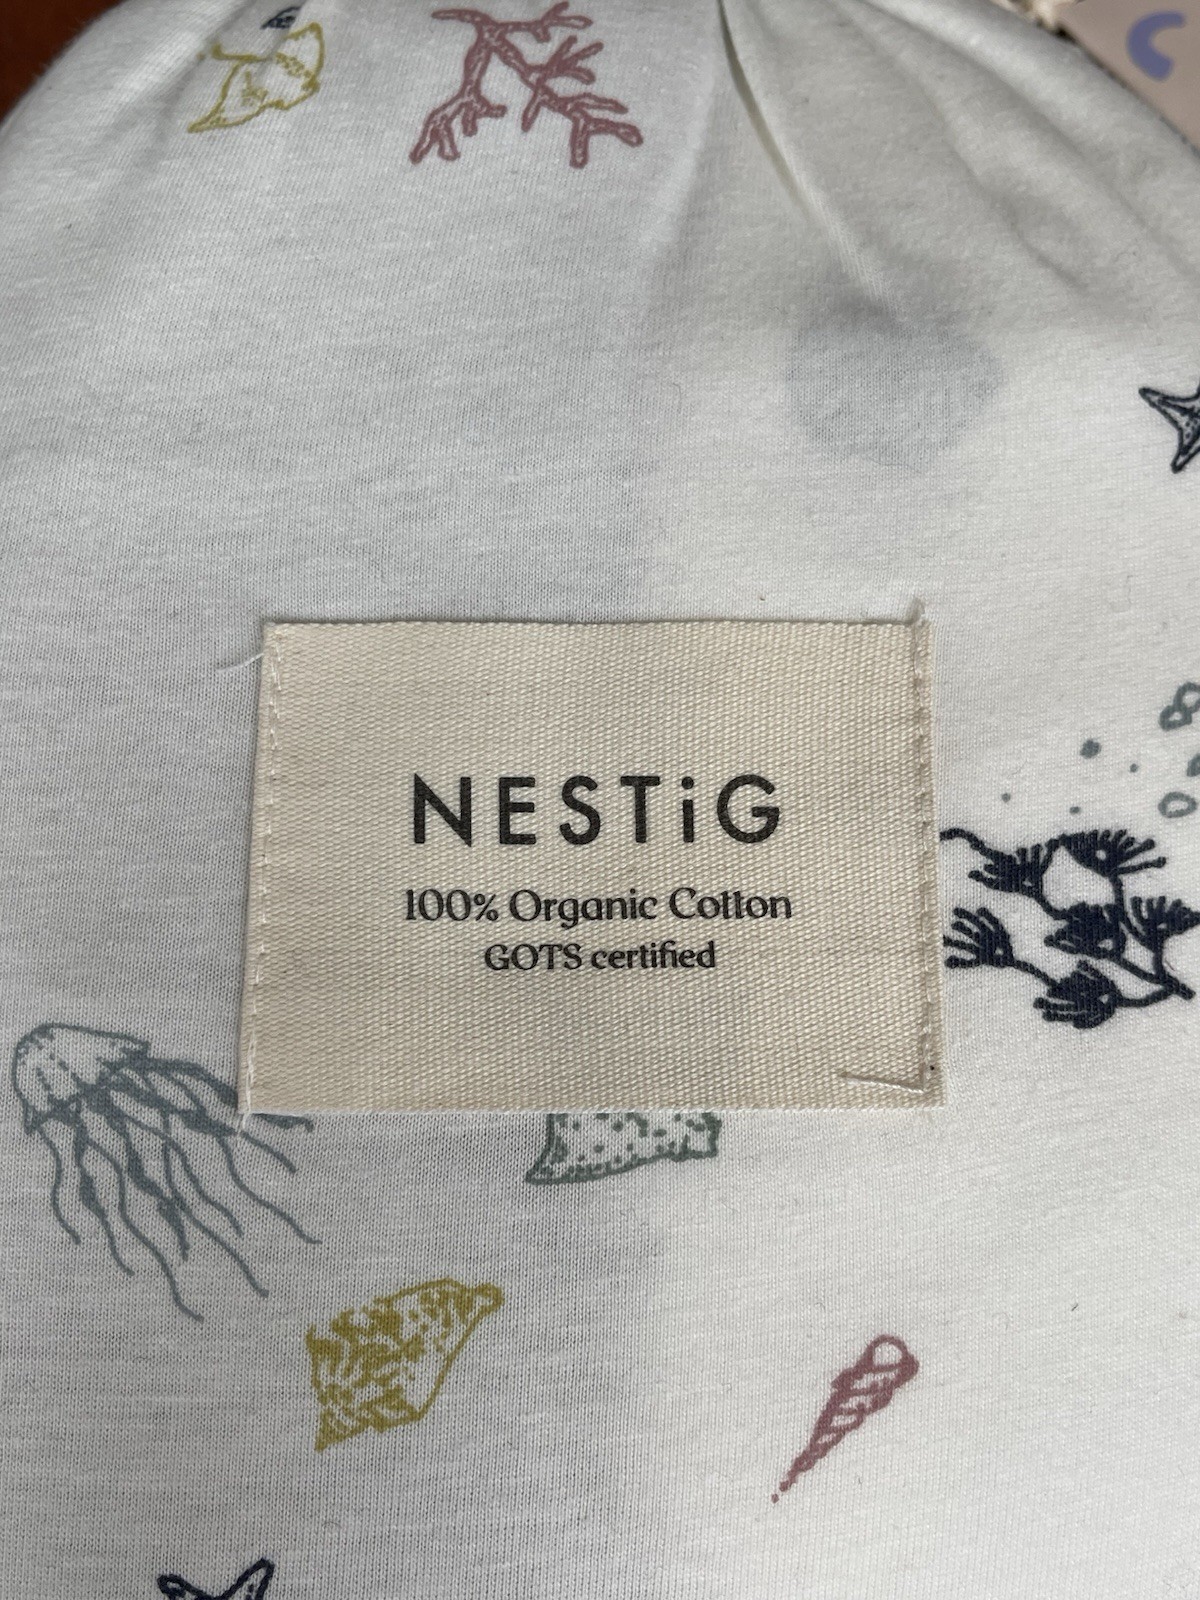 NESTiG
100% Organic Cotton
GOTS certified